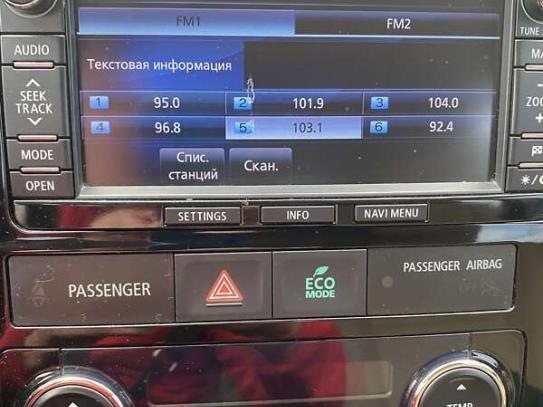 FM1 FM2
AUDIO
Текстовая информация
SEEK
TRACK
1 95.0 2 101.9 3 104.0
4 96.8 5 103.1 6 92.4
MODE
Спис.
станций
Скан.
OPEN
TUNE
ZOO
SETTINGS INFO NAVI MENU
PASSENGER
ECO
MODE
PASSENGER AIRBAG
TEMP